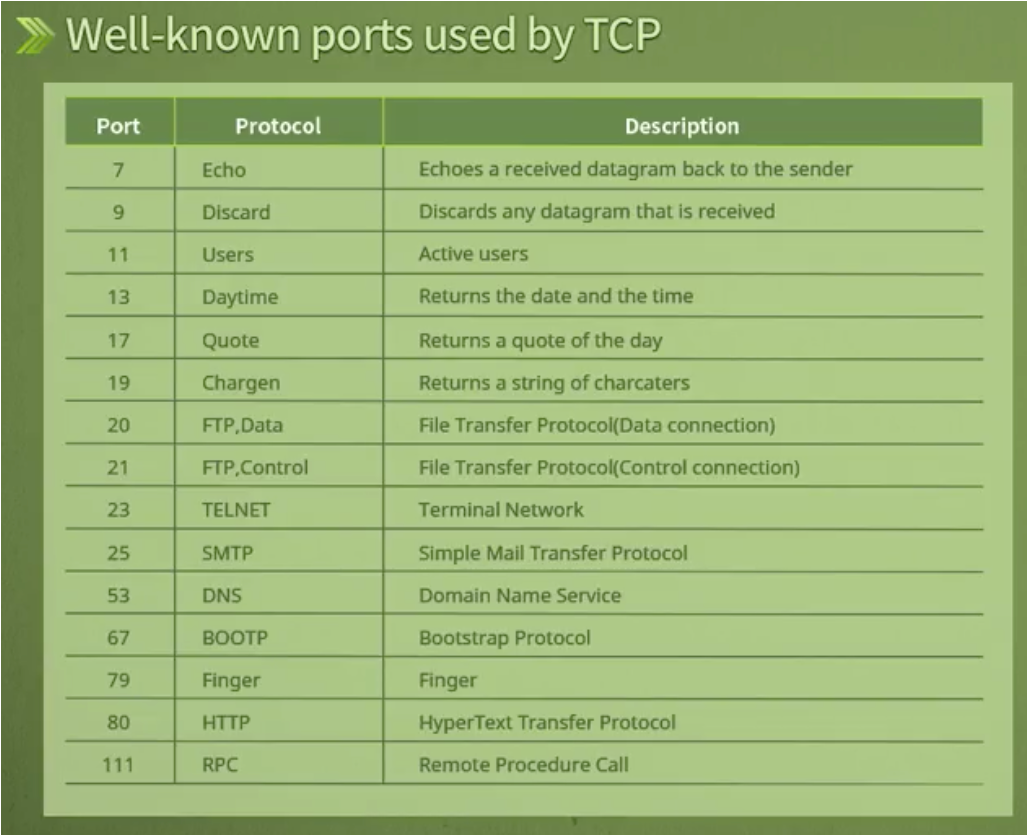 Well-known ports used by TCP
Port Protocol Description
7 Echo Echoes a received datagram back to the sender
9 Discard Discards any datagram that is received
11 Users Active users
13 Daytime Returns the date and the time
17 Quote Returns a quote of the day
19 Chargen Returns a string of charcaters
20 FTP,Data File Transfer Protocol(Data connection)
21 FTP,Control File Transfer Protocol(Control connection)
23 TELNET Terminal Network
25 SMTP Simple Mail Transfer Protocol
53 DNS Domain Name Service
67 BOOTP Bootstrap Protocol
79 Finger Finger
80 HTTP HyperText Transfer Protocol
111 RPC Remote Procedure Call